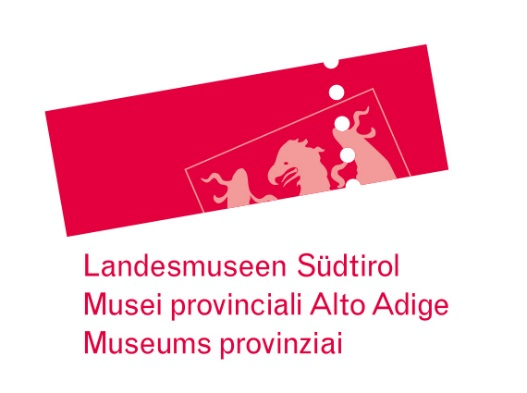 Landesmuseen Südtirol
Musei provinciali Alto Adige
Museums provinziai